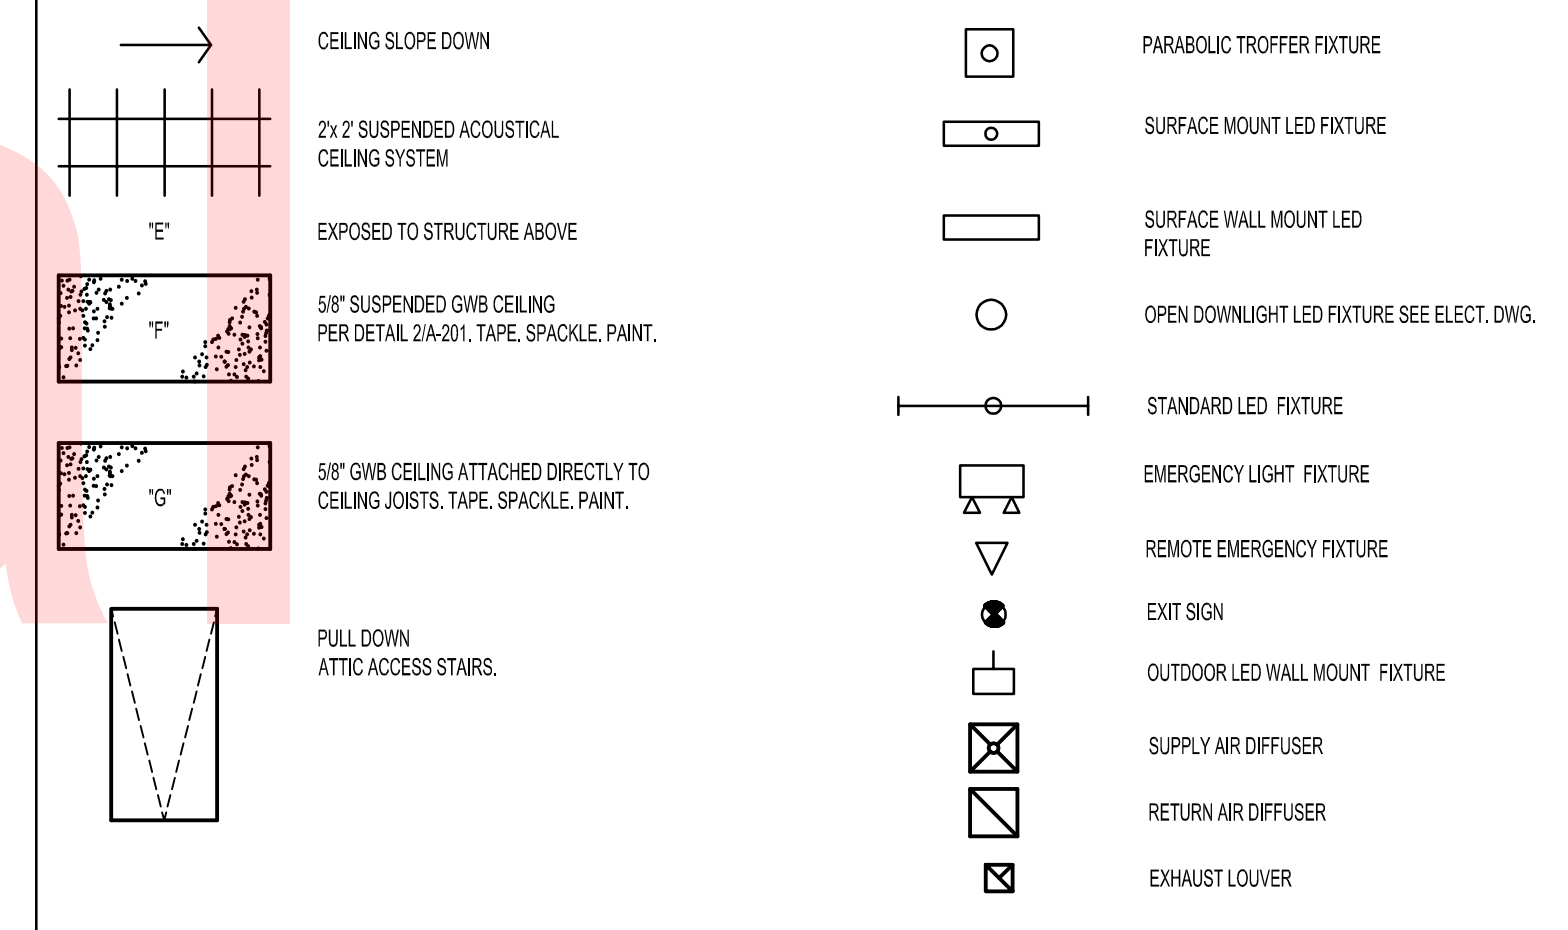 CEILING SLOPE DOWN
2'x 2' SUSPENDED ACOUSTICAL
CEILING SYSTEM
"E"
EXPOSED TO STRUCTURE ABOVE
"F"
5/8" SUSPENDED GWB CEILING
PER DETAIL 2/A-201. TAPE. SPACKLE. PAINT.
"G"
5/8" GWB CEILING ATTACHED DIRECTLY TO
CEILING JOISTS. TAPE. SPACKLE. PAINT.
PULL DOWN
ATTIC ACCESS STAIRS.
PARABOLIC TROFFER FIXTURE
SURFACE MOUNT LED FIXTURE
SURFACE WALL MOUNT LED
FIXTURE
OPEN DOWNLIGHT LED FIXTURE SEE ELECT. DWG.
STANDARD LED FIXTURE
EMERGENCY LIGHT FIXTURE
REMOTE EMERGENCY FIXTURE
EXIT SIGN
OUTDOOR LED WALL MOUNT FIXTURE
SUPPLY AIR DIFFUSER
RETURN AIR DIFFUSER
EXHAUST LOUVER